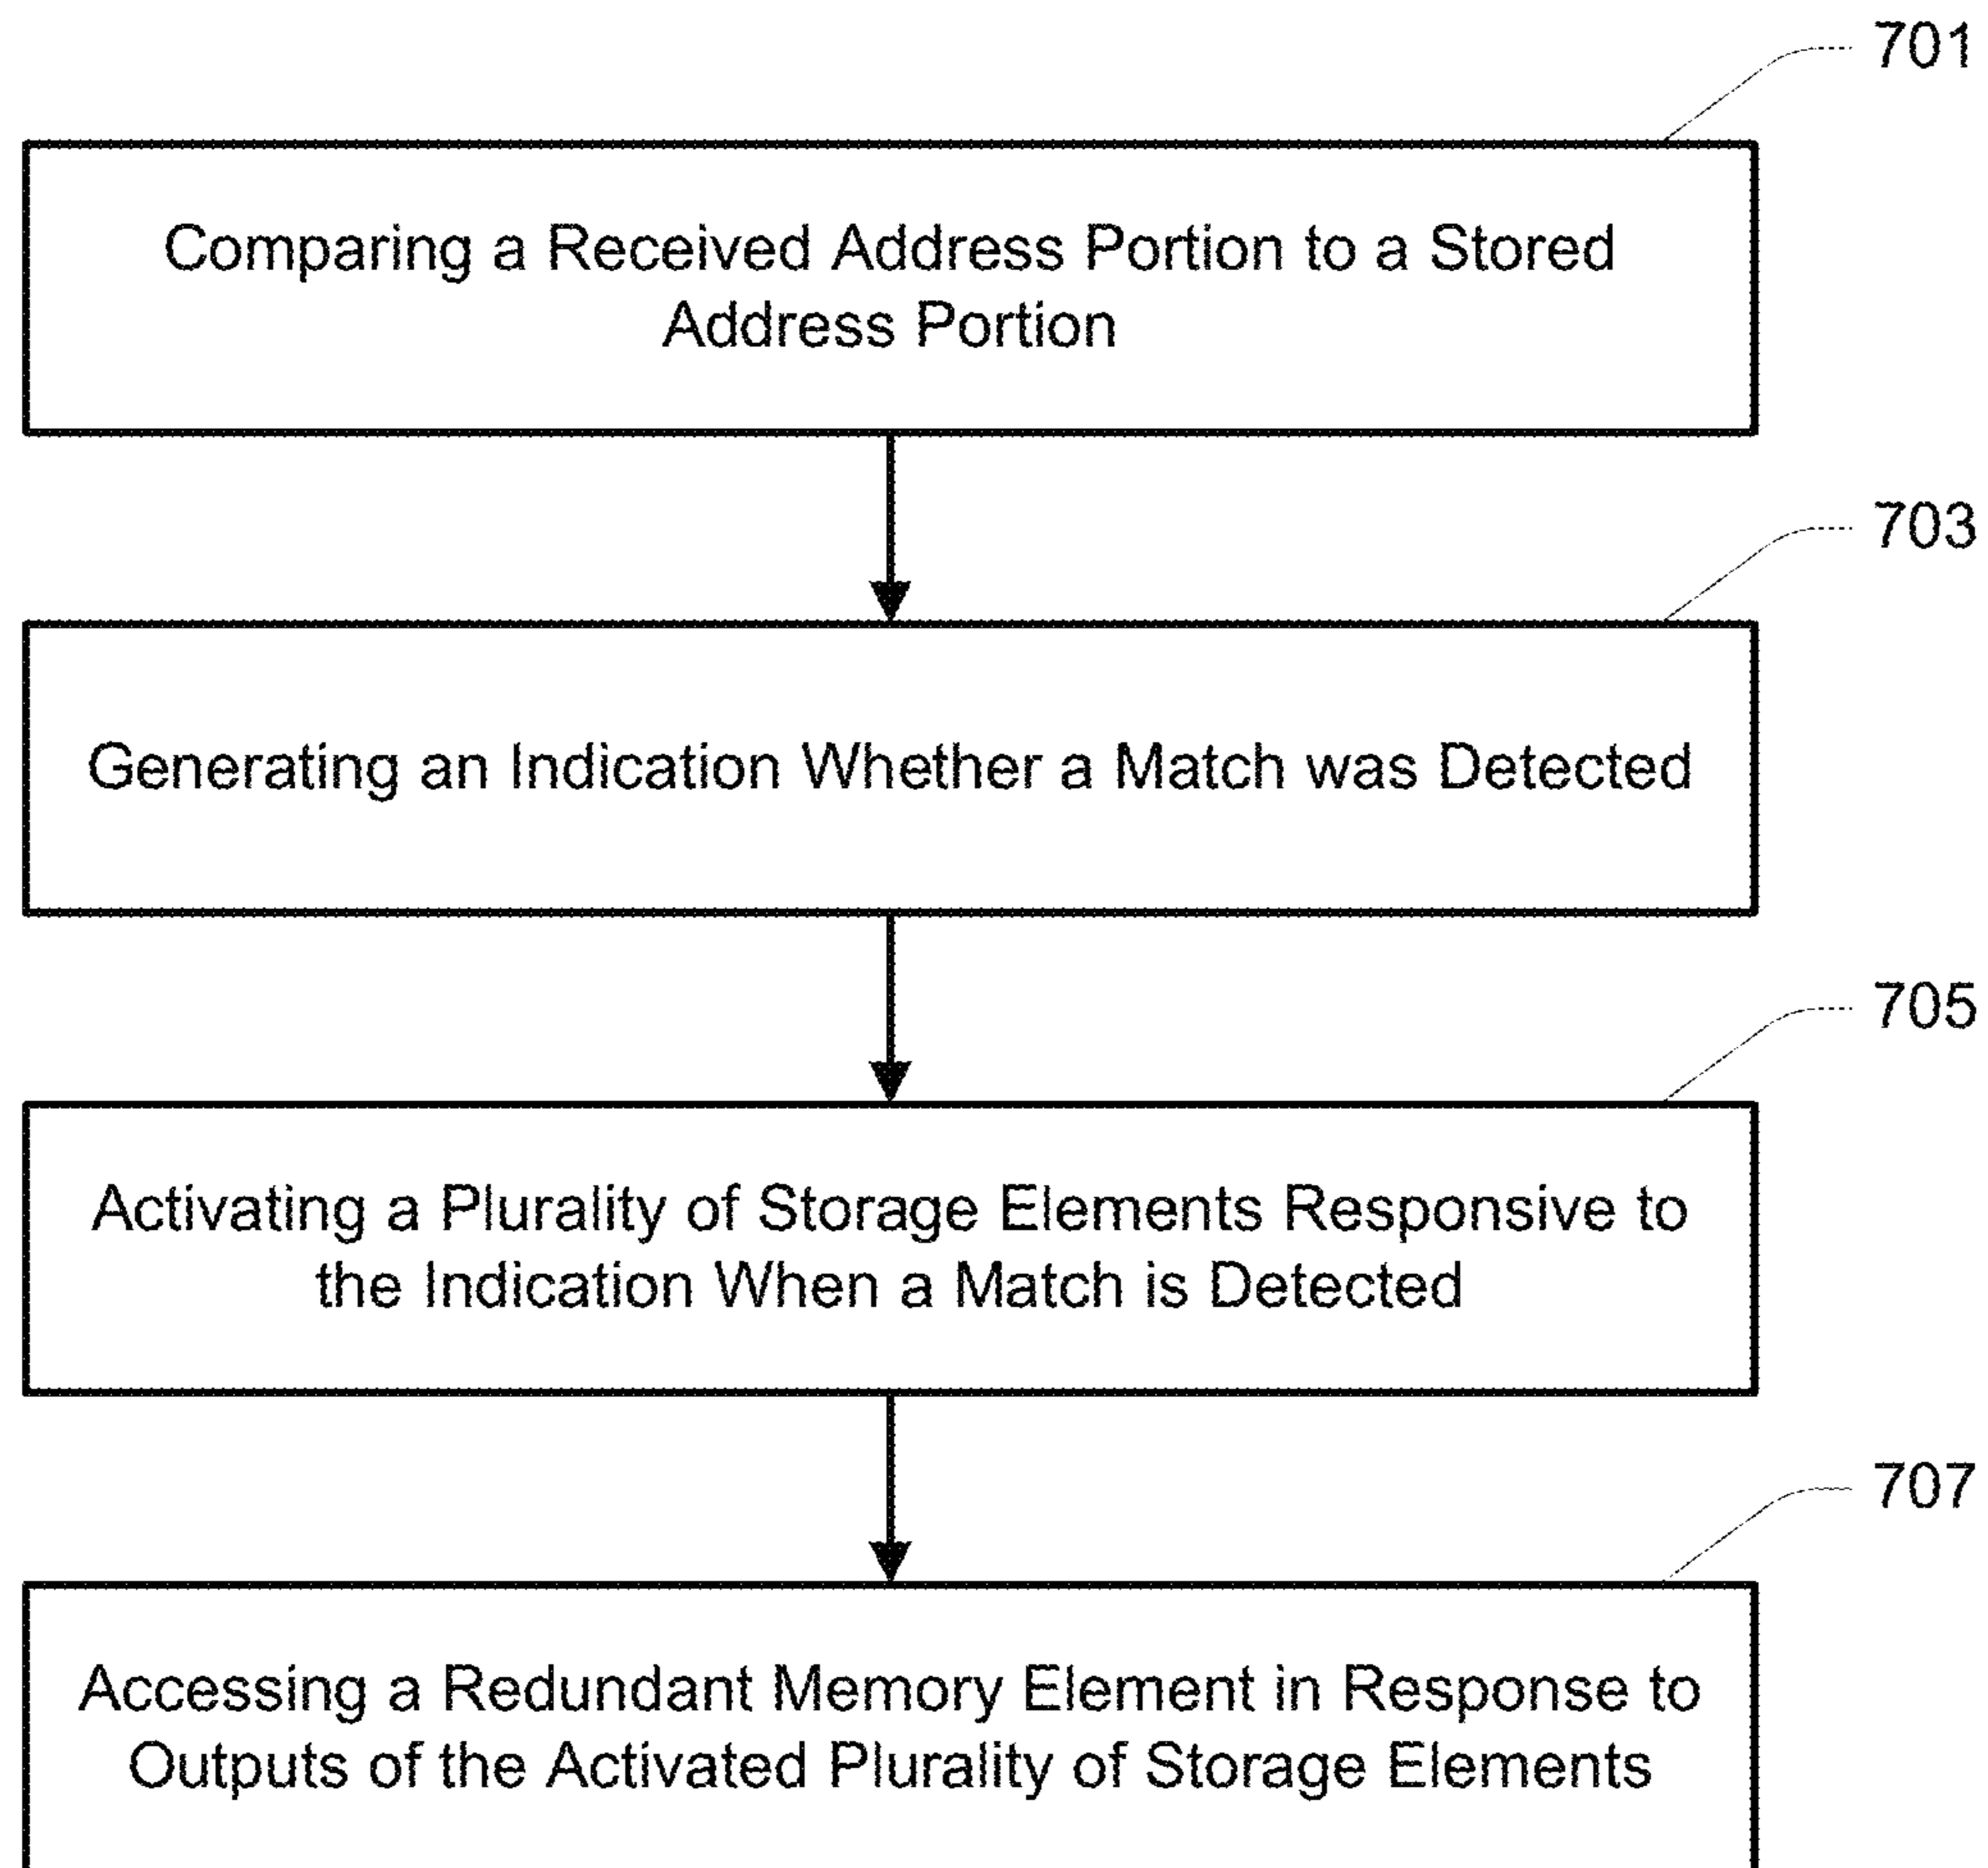 701
Comparing a Received Address Portion to a Stored
Address Portion
703
Generating an Indication Whether a Match was Detected
705
Activating a Plurality of Storage Elements Responsive to
the Indication When a Match is Detected
707
Accessing a Redundant Memory Element in Response to
Outputs of the Activated Plurality of Storage Elements